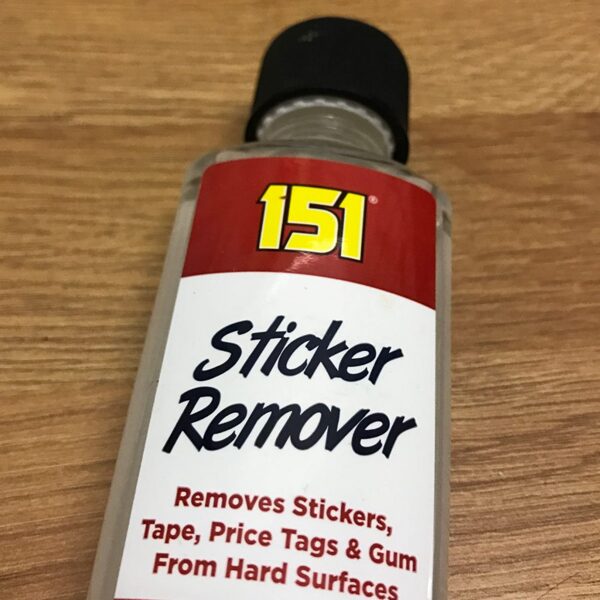 151®
Sticker
Remover
Removes Stickers,
Tape, Price Tags & Gum
From Hard Surfaces